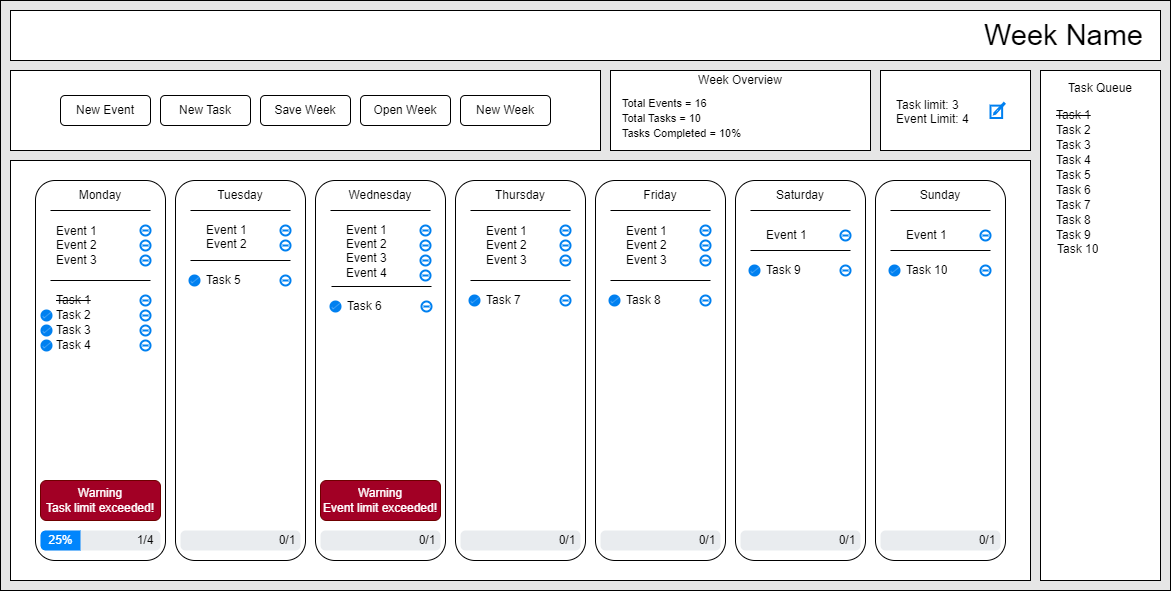 Week Name
New Event
New Task
Save Week
Open Week
New Week
Week Overview
Total Events = 16
Total Tasks = 10
Tasks Completed = 10%
Task limit: 3
Event Limit: 4
Task Queue
Task 1
Task 2
Task 3
Task 4
Task 5
Task 6
Task 7
Task 8
Task 9
Task 10
Monday
Event 1
Event 2
Event 3
Task 1
Task 2
Task 3
Task 4
Warning
Task limit exceeded!
25% 1/4
Tuesday
Event 1
Event 2
Task 5
0/1
Wednesday
Event 1
Event 2
Event 3
Event 4
Task 6
Warning
Event limit exceeded!
0/1
Thursday
Event 1
Event 2
Event 3
Task 7
0/1
Friday
Event 1
Event 2
Event 3
Task 8
0/1
Saturday
Event 1
Task 9
0/1
Sunday
Event 1
Task 10
0/1